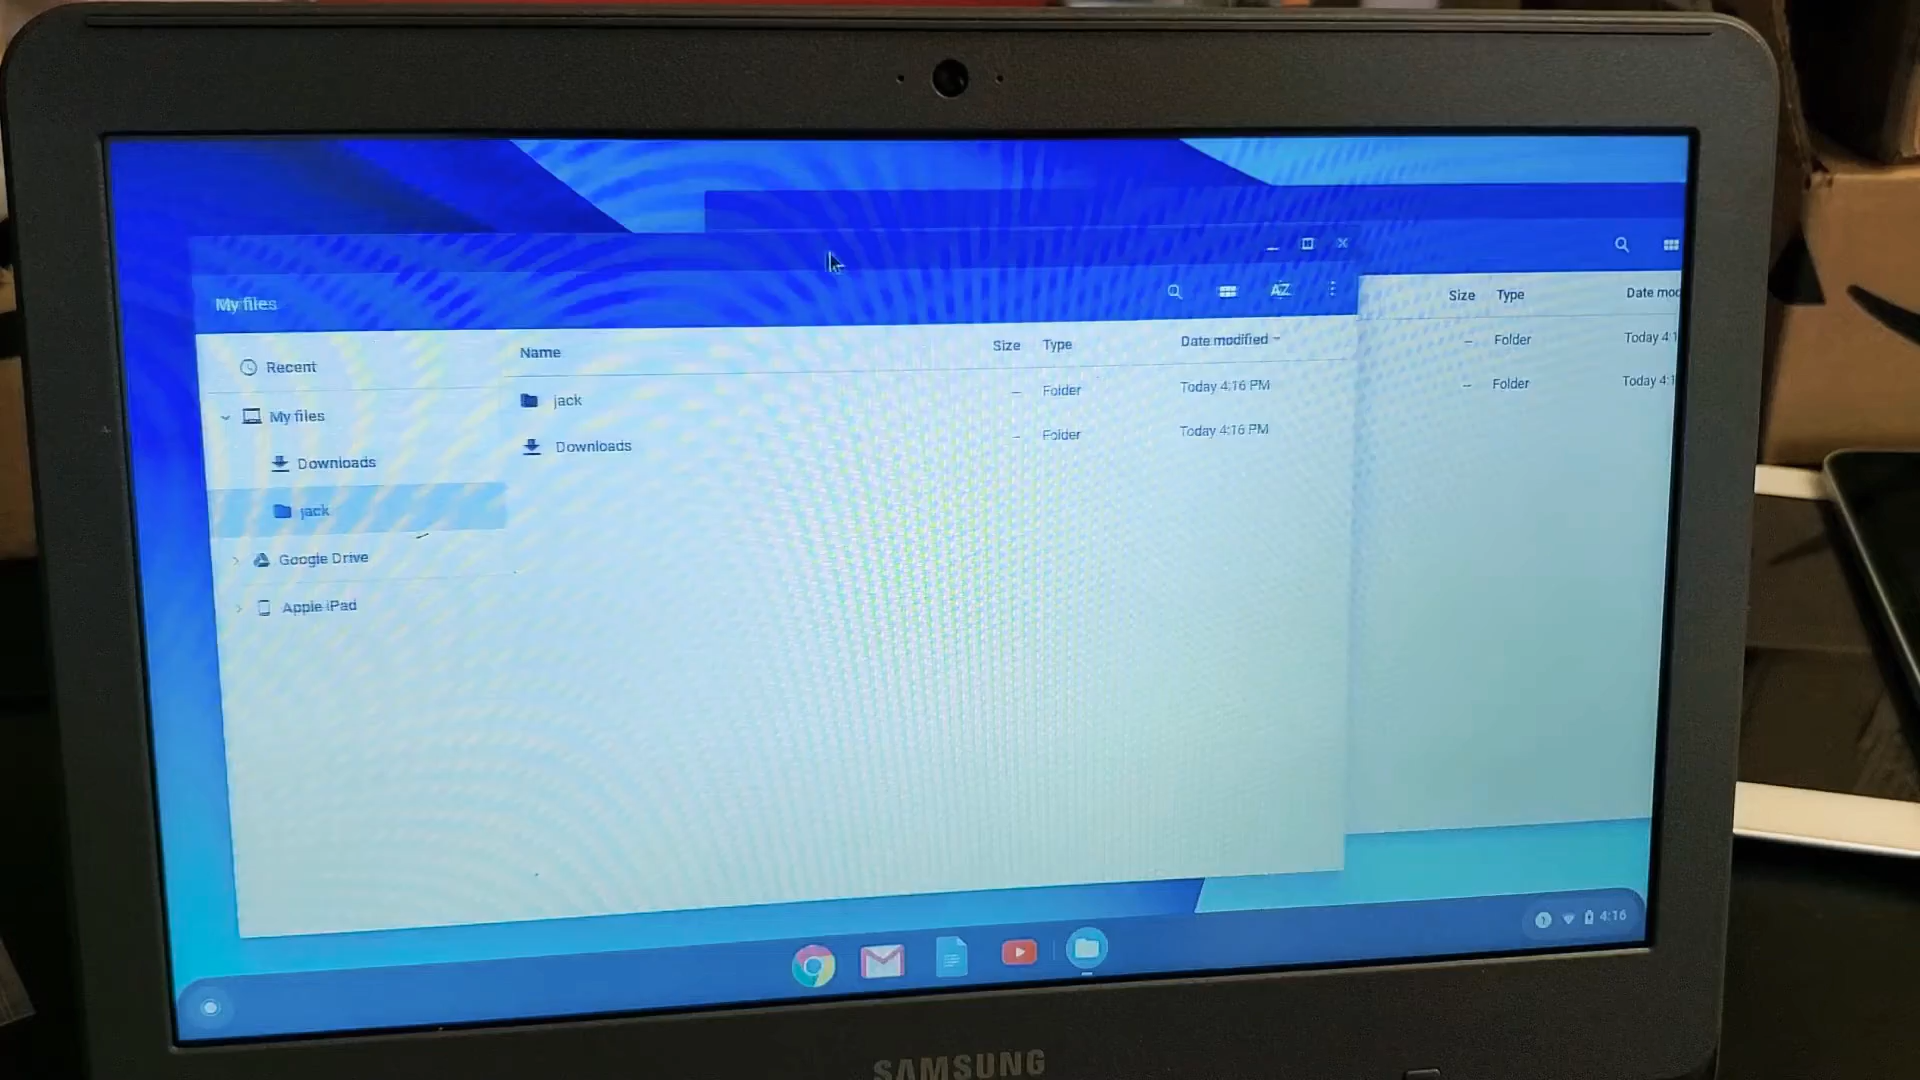 My files
AZ
Size Type Date mod
Recent
Name Size Type Date modified
– Folder Today 4:1
My files
jack – Folder Today 4:16 PM
– Folder Today 4:1
Downloads
Downloads – Folder Today 4:16 PM
jack
Google Drive
Apple iPad
1 4:16
SAMSUNG